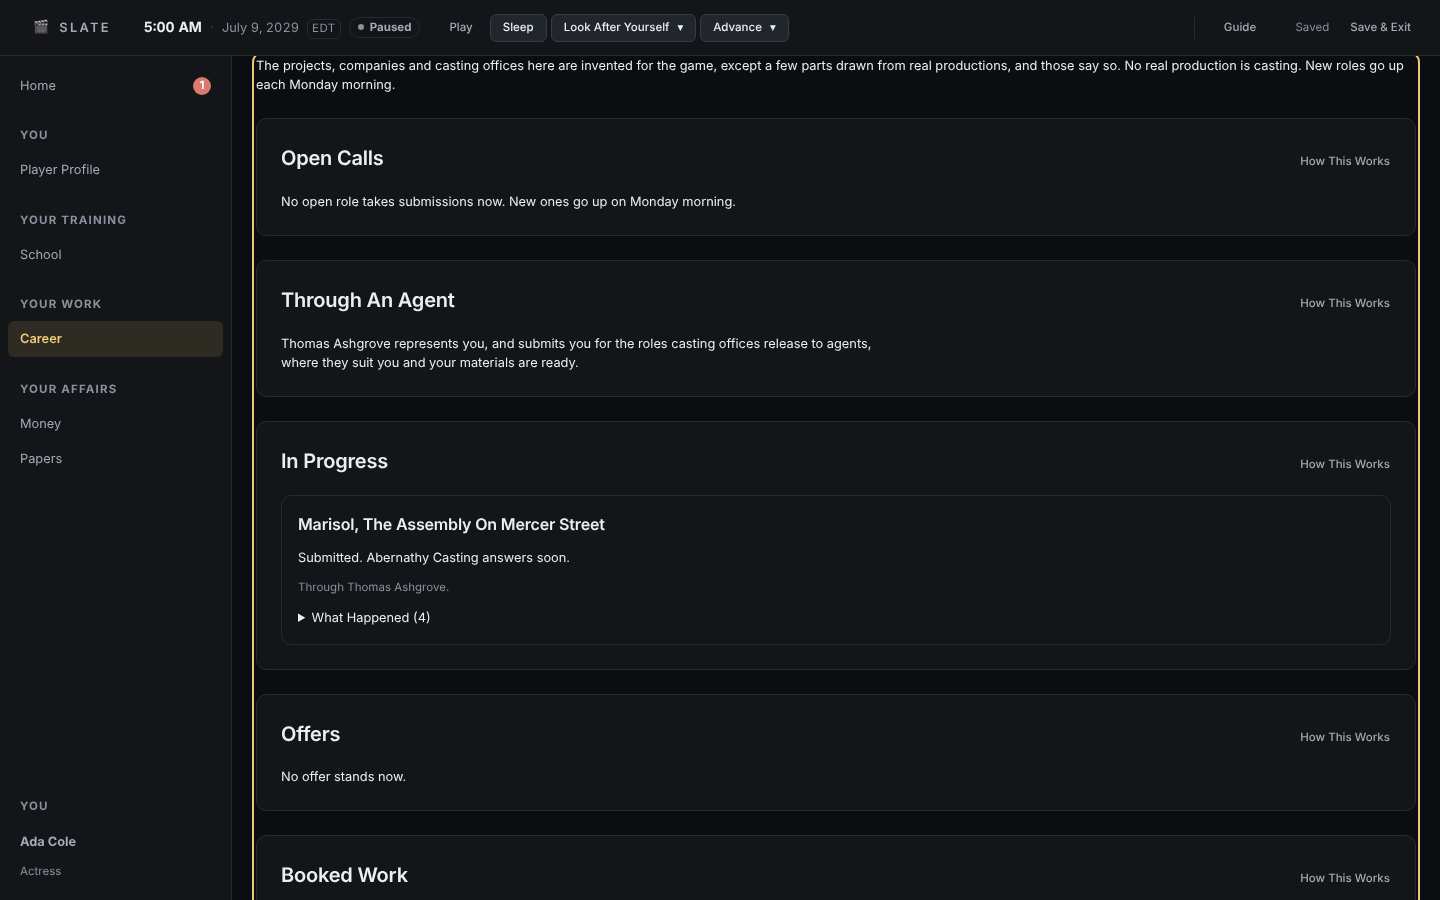 SLATE
5:00 AM · July 9, 2029 EDT
Paused
Play
Sleep
Look After Yourself ▾
Advance ▾
Guide
Saved
Save & Exit
Home
1
YOU
Player Profile
YOUR TRAINING
School
YOUR WORK
Career
YOUR AFFAIRS
Money
Papers
YOU
Ada Cole
Actress
The projects, companies and casting offices here are invented for the game, except a few parts drawn from real productions, and those say so. No real production is casting. New roles go up
each Monday morning.
Open Calls
How This Works
No open role takes submissions now. New ones go up on Monday morning.
Through An Agent
How This Works
Thomas Ashgrove represents you, and submits you for the roles casting offices release to agents,
where they suit you and your materials are ready.
In Progress
How This Works
Marisol, The Assembly On Mercer Street
Submitted. Abernathy Casting answers soon.
Through Thomas Ashgrove.
What Happened (4)
Offers
How This Works
No offer stands now.
Booked Work
How This Works